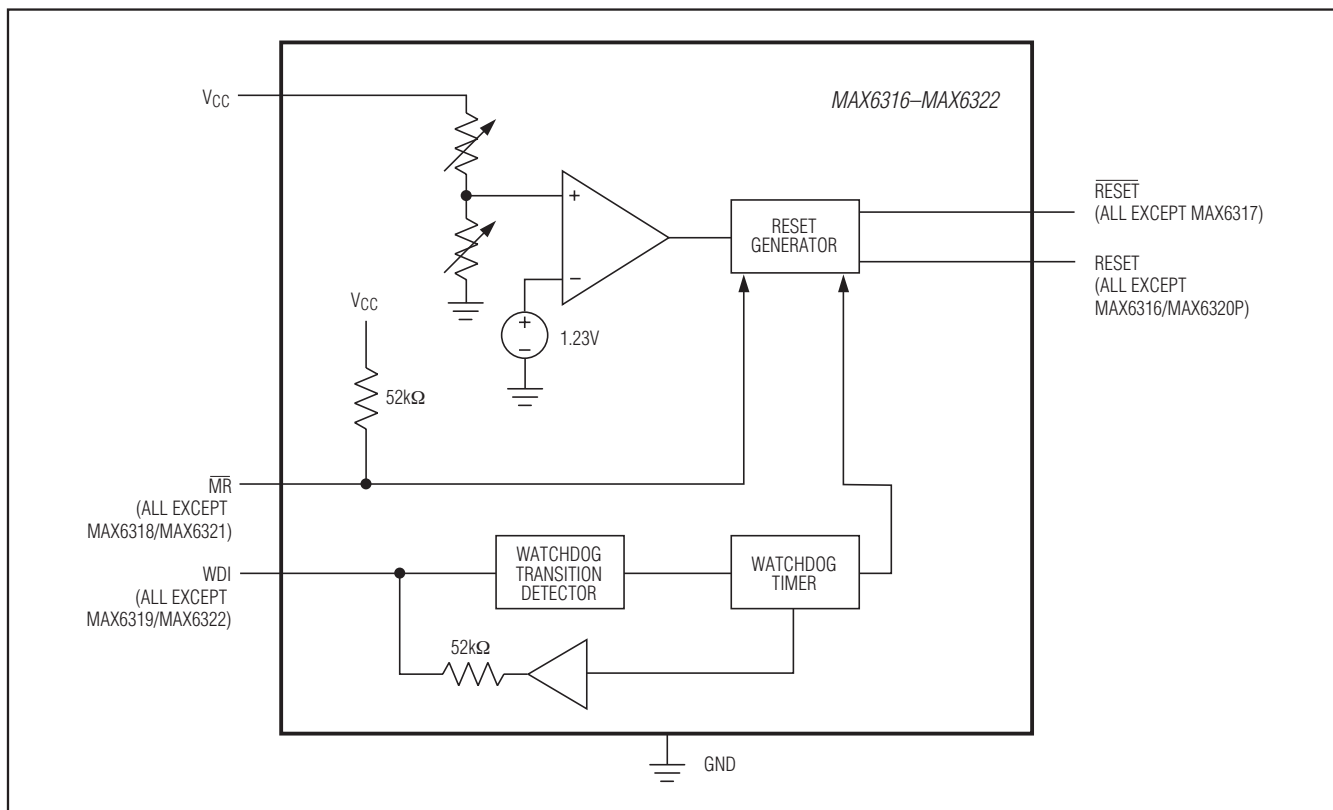 VCC
MAX6316–MAX6322
+
RESET
(ALL EXCEPT MAX6317)
RESET
GENERATOR
RESET
(ALL EXCEPT
MAX6316/MAX6320P)
−
VCC
+
−
1.23V
52kΩ
MR
(ALL EXCEPT
MAX6318/MAX6321)
WDI
(ALL EXCEPT
MAX6319/MAX6322)
WATCHDOG
TRANSITION
DETECTOR
WATCHDOG
TIMER
52kΩ
GND